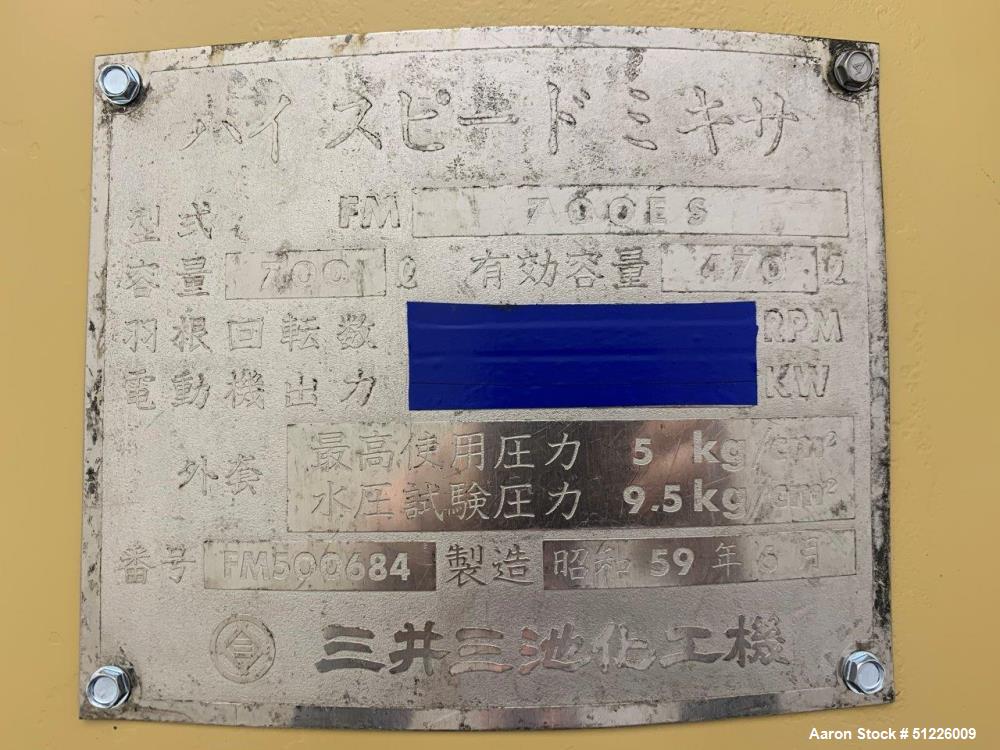 ハイスピードミキサ
型式 FM 700ES
容量 700 ℓ 有効容量 470 ℓ
羽根回転数 RPM
電動機出力 KW
外套 最高使用圧力 5 kg/cm²
水圧試験圧力 9.5kg/cm²
番号 FM500684 製造 昭和 59 年 6 月
三井三池化工機
Aaron Stock # 51226009